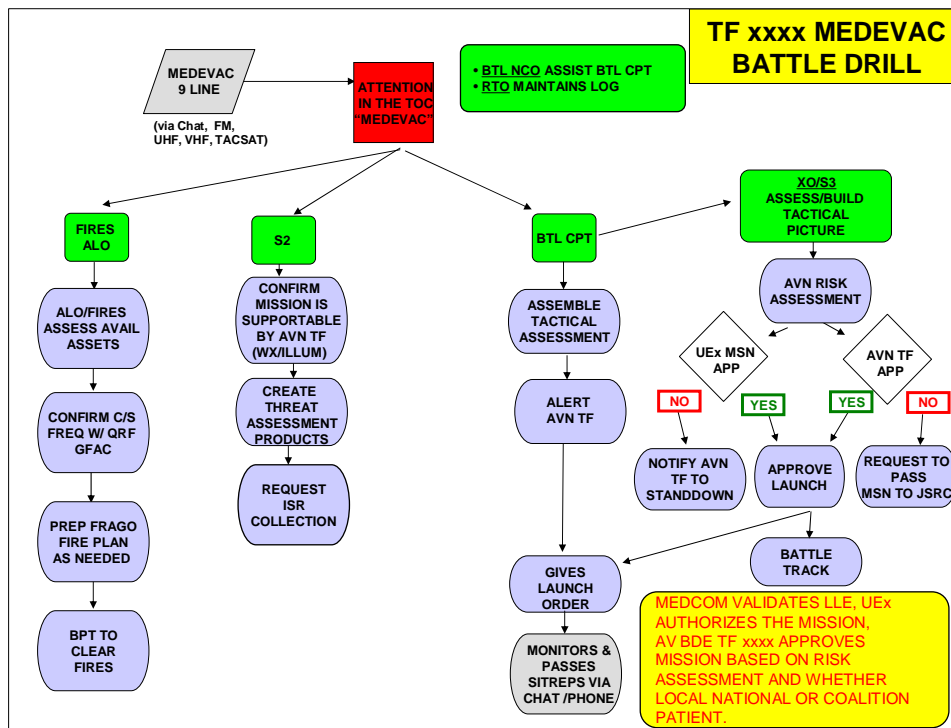 TF xxxx MEDEVAC
BATTLE DRILL
MEDEVAC
9 LINE
(via Chat, FM,
UHF, VHF, TACSAT)
ATTENTION
IN THE TOC
“MEDEVAC”
• BTL NCO ASSIST BTL CPT
• RTO MAINTAINS LOG
FIRES
ALO
ALO/FIRES
ASSESS AVAIL
ASSETS
CONFIRM C/S
FREQ W/ QRF
GFAC
PREP FRAGO
FIRE PLAN
AS NEEDED
BPT TO
CLEAR
FIRES
S2
CONFIRM
MISSION IS
SUPPORTABLE
BY AVN TF
(WX/ILLUM)
CREATE
THREAT
ASSESSMENT
PRODUCTS
REQUEST
ISR
COLLECTION
BTL CPT
ASSEMBLE
TACTICAL
ASSESSMENT
ALERT
AVN TF
GIVES
LAUNCH
ORDER
MONITORS &
PASSES
SITREPS VIA
CHAT /PHONE
XO/S3
ASSESS/BUILD
TACTICAL
PICTURE
AVN RISK
ASSESSMENT
UEx MSN
APP
AVN TF
APP
NO
YES
YES
NO
NOTIFY AVN
TF TO
STANDDOWN
APPROVE
LAUNCH
REQUEST TO
PASS
MSN TO JSRC
BATTLE
TRACK
MEDCOM VALIDATES LLE, UEx
AUTHORIZES THE MISSION,
AV BDE TF xxxx APPROVES
MISSION BASED ON RISK
ASSESSMENT AND WHETHER
LOCAL NATIONAL OR COALITION
PATIENT.